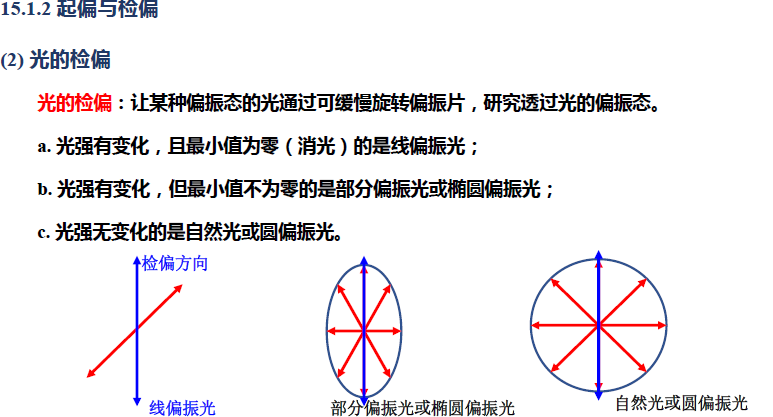 15.1.2 起偏与检偏
(2) 光的检偏
光的检偏：让某种偏振态的光通过可缓慢旋转偏振片，研究透过光的偏振态。
a. 光强有变化，且最小值为零（消光）的是线偏振光；
b. 光强有变化，但最小值不为零的是部分偏振光或椭圆偏振光；
c. 光强无变化的是自然光或圆偏振光。
检偏方向
线偏振光
部分偏振光或椭圆偏振光
自然光或圆偏振光